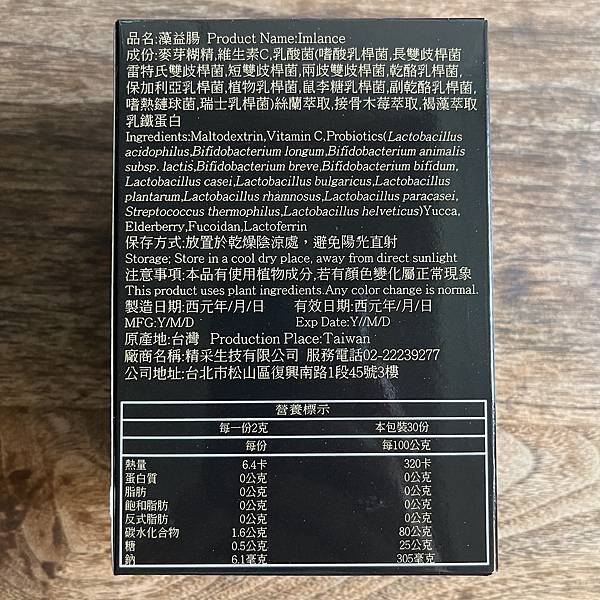 品名:藻益腸 Product Name:Imlance
成份:麥芽糊精,維生素C,乳酸菌(嗜酸乳桿菌,長雙歧桿菌
雷特氏雙歧桿菌,短雙歧桿菌,兩歧雙歧桿菌,乾酪乳桿菌,
保加利亞乳桿菌,植物乳桿菌,鼠李糖乳桿菌,副乾酪乳桿菌,
嗜熱鏈球菌,瑞士乳桿菌)絲蘭萃取,接骨木莓萃取,褐藻萃取
乳鐵蛋白
Ingredients:Maltodextrin,Vitamin C,Probiotics(Lactobacillus
acidophilus,Bifidobacterium longum,Bifidobacterium animalis
subsp. lactis,Bifidobacterium breve,Bifidobacterium bifidum,
Lactobacillus casei,Lactobacillus bulgaricus,Lactobacillus
plantarum,Lactobacillus rhamnosus,Lactobacillus paracasei,
Streptococcus thermophilus,Lactobacillus helveticus)Yucca,
Elderberry,Fucoidan,Lactoferrin
保存方式:放置於乾燥陰涼處，避免陽光直射
Storage; Store in a cool dry place, away from direct sunlight
注意事項:本品有使用植物成分,若有顏色變化屬正常現象
This product uses plant ingredients.Any color change is normal.
製造日期:西元年/月/日 有效日期:西元年/月/日
MFG:Y/M/D Exp Date:Y//M/D
原產地:台灣 Production Place:Taiwan
廠商名稱:精采生技有限公司 服務電話02-22239277
公司地址:台北市松山區復興南路1段45號3樓
營養標示
每一份2克 本包裝30份
每份 每100公克
熱量 6.4卡 320卡
蛋白質 0公克 0公克
脂肪 0公克 0公克
飽和脂肪 0公克 0公克
反式脂肪 0公克 0公克
碳水化合物 1.6公克 80公克
糖 0.5公克 25公克
鈉 6.1毫克 305毫克